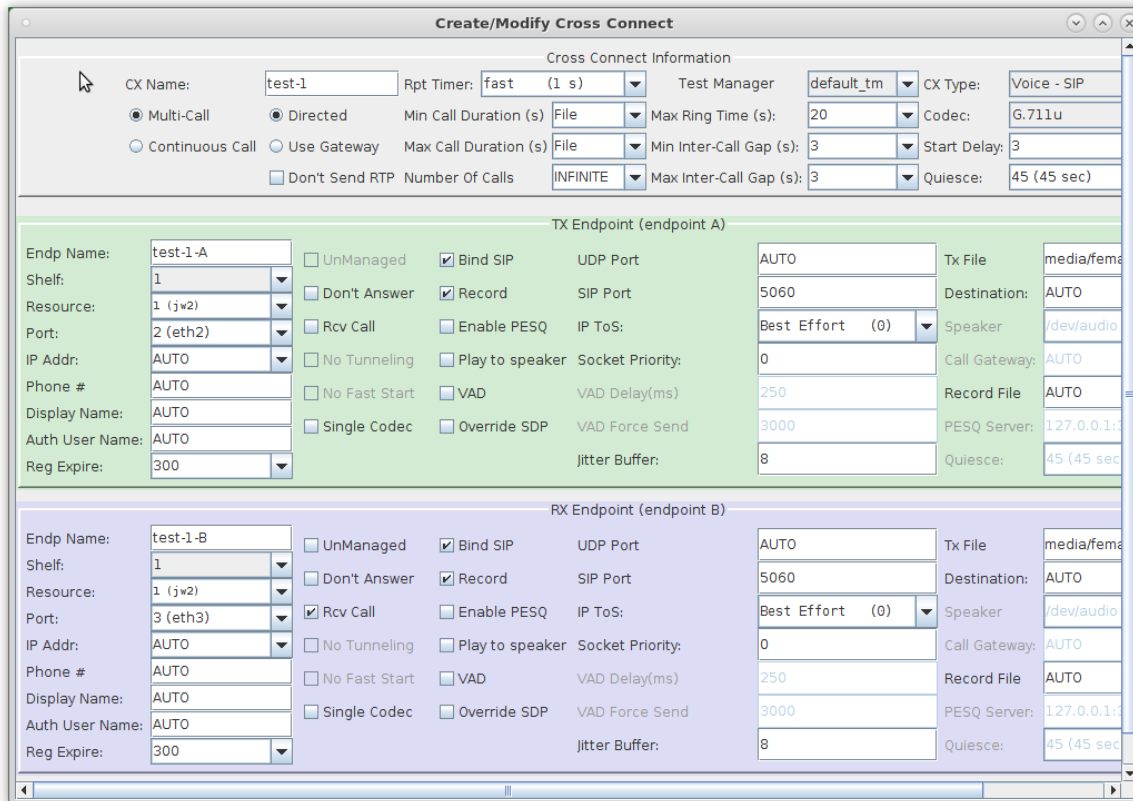 Create/Modify Cross Connect
Cross Connect Information
CX Name: test-1 Rpt Timer: fast (1 s) Test Manager default_tm CX Type: Voice - SIP
Multi-Call Directed Min Call Duration (s) File Max Ring Time (s): 20 Codec: G.711u
Continuous Call Use Gateway Max Call Duration (s) File Min Inter-Call Gap (s): 3 Start Delay: 3
Don't Send RTP Number Of Calls INFINITE Max Inter-Call Gap (s): 3 Quiesce: 45 (45 sec)
TX Endpoint (endpoint A)
Endp Name: test-1-A
Shelf: 1
Resource: 1 (jw2)
Port: 2 (eth2)
IP Addr: AUTO
Phone # AUTO
Display Name: AUTO
Auth User Name: AUTO
Reg Expire: 300
UnManaged Bind SIP UDP Port AUTO Tx File media/fema
Don't Answer Record SIP Port 5060 Destination: AUTO
Rcv Call Enable PESQ IP ToS: Best Effort (0) Speaker /dev/audio
No Tunneling Play to speaker Socket Priority: 0 Call Gateway: AUTO
No Fast Start VAD VAD Delay(ms) 250 Record File AUTO
Single Codec Override SDP VAD Force Send 3000 PESQ Server: 127.0.0.1:3
Jitter Buffer: 8 Quiesce: 45 (45 sec
RX Endpoint (endpoint B)
Endp Name: test-1-B
Shelf: 1
Resource: 1 (jw2)
Port: 3 (eth3)
IP Addr: AUTO
Phone # AUTO
Display Name: AUTO
Auth User Name: AUTO
Reg Expire: 300
UnManaged Bind SIP UDP Port AUTO Tx File media/fema
Don't Answer Record SIP Port 5060 Destination: AUTO
Rcv Call Enable PESQ IP ToS: Best Effort (0) Speaker /dev/audio
No Tunneling Play to speaker Socket Priority: 0 Call Gateway: AUTO
No Fast Start VAD VAD Delay(ms) 250 Record File AUTO
Single Codec Override SDP VAD Force Send 3000 PESQ Server: 127.0.0.1:3
Jitter Buffer: 8 Quiesce: 45 (45 sec